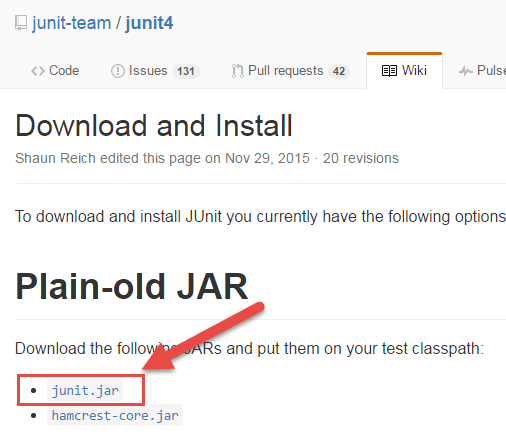 junit-team / junit4
Code Issues 131 Pull requests 42 Wiki Pulse
Download and Install
Shaun Reich edited this page on Nov 29, 2015 · 20 revisions
To download and install JUnit you currently have the following options
Plain-old JAR
Download the following JARs and put them on your test classpath:
• junit.jar
• hamcrest-core.jar